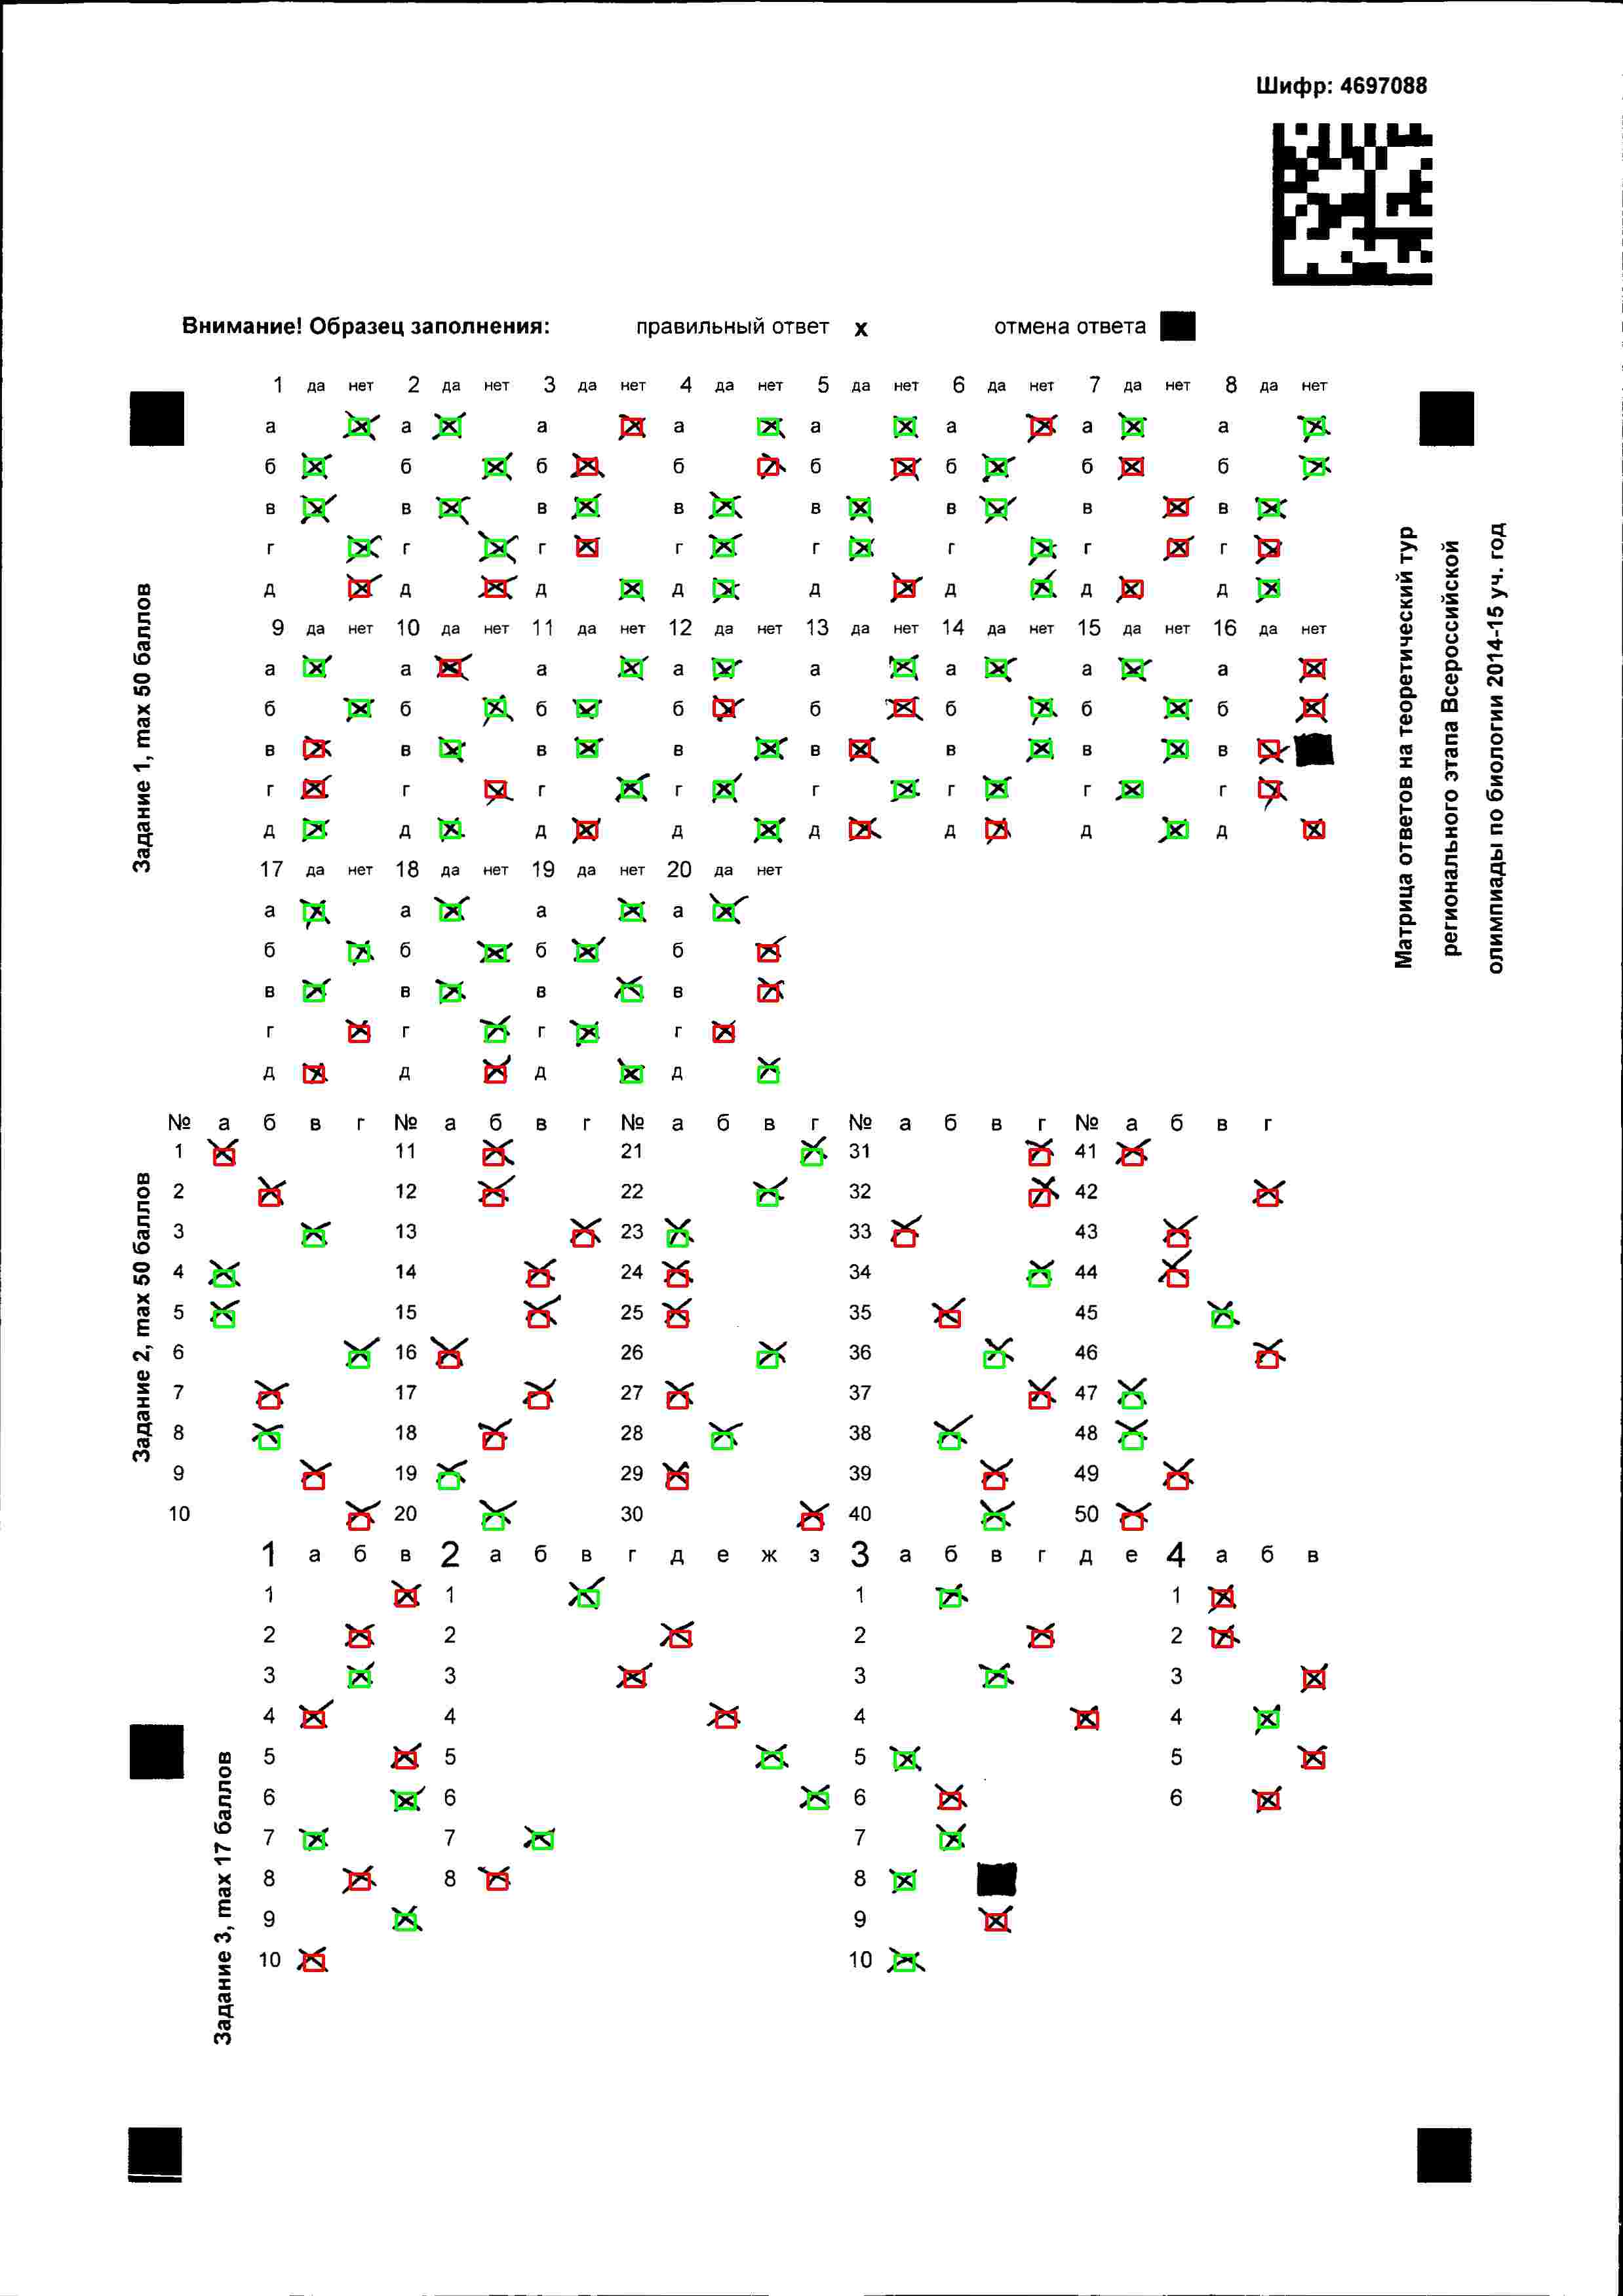 Шифр: 4697088
Внимание! Образец заполнения: правильный ответ x отмена ответа
Матрица ответов на теоретический тур
регионального этапа Всероссийской
олимпиады по биологии 2014-15 уч. год
Задание 1, max 50 баллов
1 да нет 2 да нет 3 да нет 4 да нет 5 да нет 6 да нет 7 да нет 8 да нет
а а а а а а а а
б б б б б б б б
в в в в в в в в
г г г г г г г г
д д д д д д д д
9 да нет 10 да нет 11 да нет 12 да нет 13 да нет 14 да нет 15 да нет 16 да нет
а а а а а а а а
б б б б б б б б
в в в в в в в в
г г г г г г г г
д д д д д д д д
17 да нет 18 да нет 19 да нет 20 да нет
а а а а
б б б б
в в в в
г г г г
д д д д
Задание 2, max 50 баллов
№ а б в г № а б в г № а б в г № а б в г № а б в г
1 11 21 31 41
2 12 22 32 42
3 13 23 33 43
4 14 24 34 44
5 15 25 35 45
6 16 26 36 46
7 17 27 37 47
8 18 28 38 48
9 19 29 39 49
10 20 30 40 50
Задание 3, max 17 баллов
1 а б в 2 а б в г д е ж з 3 а б в г д е 4 а б в
1 1 1 1
2 2 2 2
3 3 3 3
4 4 4 4
5 5 5 5
6 6 6 6
7 7 7
8 8 8
9 9
10 10